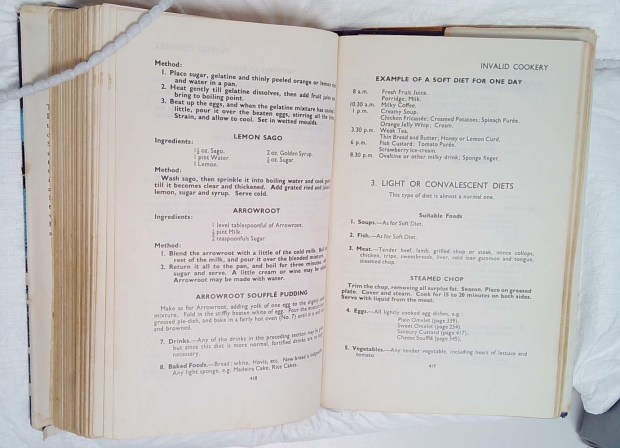 Method:
1. Place sugar, gelatine and thinly peeled orange or lemon
and water in a pan.
2. Heat gently till gelatine dissolves, then add fruit juice
bring to boiling point.
3. Beat up the eggs, and when the gelatine mixture has cooled
little, pour it over the beaten eggs, stirring all the
Strain, and allow to cool. Set in wetted moulds.
LEMON SAGO
Ingredients:
1½ oz. Sago. 2 oz. Golden Syrup.
1 pint Water. oz. Sugar.
1 Lemon.
Method:
Wash sago, then sprinkle it into boiling water and cook
till it becomes clear and thickened. Add grated rind and
lemon, sugar and syrup. Serve cold.
ARROWROOT
Ingredients:
1 level tablespoonful of Arrowroot.
pint Milk.
teaspoonfuls Sugar
Method:
1. Blend the arrowroot with a little of the cold milk. Boil
rest of the milk, and pour it over the blended mixture.
2. Return it all to the pan, and boil for three minutes
sugar and serve. A little cream or wine may be
Arrowroot may be made with water.
ARROWROOT SOUFFLÉ PUDDING
Make as for Arrowroot, adding yolk of one egg to the slightly
mixture. Fold in the stiffly beaten white of egg. Pour the
greased pie-dish, and bake in a fairly hot oven (No. 7) until
and browned.
7. Drinks.—Any of the drinks in the preceding section may be
but since this diet is more normal, fortified drinks
necessary.
8. Baked Foods.—Bread: white, Hovis, etc. New bread is
Any light sponge, e.g. Madeira Cake, Rice Cakes.
418
INVALID COOKERY
EXAMPLE OF A SOFT DIET FOR ONE DAY
8 a.m. Fresh Fruit Juice.
Porridge; Milk.
10.30 a.m. Milky Coffee.
1 p.m. Creamy Soup.
Chicken Fricassée; Creamed Potatoes; Spinach Purée.
Orange Jelly Whip; Cream.
3.30 p.m. Weak Tea.
Thin Bread and Butter; Honey or Lemon Curd.
6 p.m. Fish Custard; Tomato Purée.
Strawberry Ice-cream.
8.30 p.m. Ovaltine or other milky drink; Sponge finger.
3. LIGHT OR CONVALESCENT DIETS
This type of diet is almost a normal one.
Suitable Foods
1. Soups.—As for Soft Diet.
2. Fish.—As for Soft Diet.
3. Meat.—Tender beef, lamb, grilled chop or steak, mince collops,
chicken, tripe, sweetbreads, liver, cold lean gammon and tongue,
steamed chop.
STEAMED CHOP
Trim the chop, removing all surplus fat. Season. Place on greased
plate. Cover and steam. Cook for 15 to 20 minutes on both sides.
Serve with liquid from the meat.
4. Eggs.—All lightly cooked egg dishes, e.g.
Plain Omelet (page 339).
Sweet Omelet (page 254).
Savoury Custard (page 417).
Cheese Soufflé (page 345).
5. Vegetables.—Any tender vegetable, including heart of lettuce and
tomato.
419